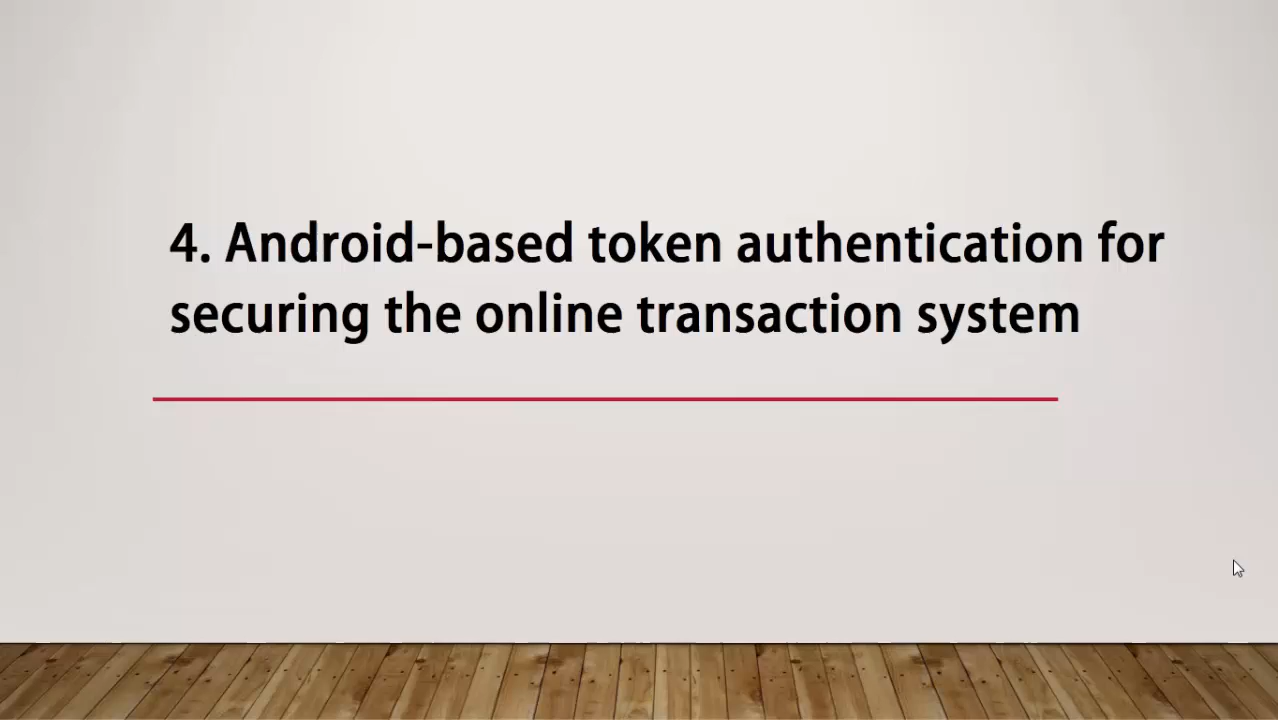 4. Android-based token authentication for
securing the online transaction system